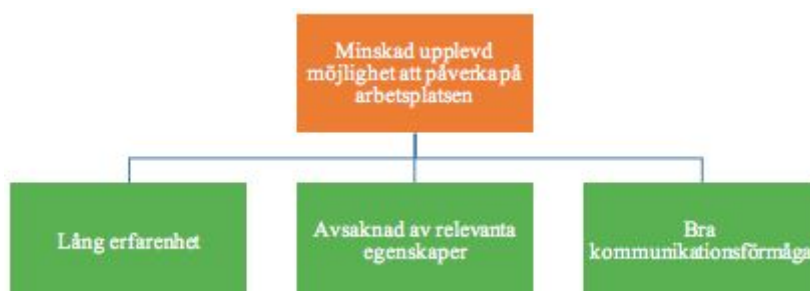 Minskad upplevd
möjlighet att påverka på
arbetsplatsen
Lång erfarenhet
Avsaknad av relevanta
egenskaper
Bra
kommunikationsförmåga